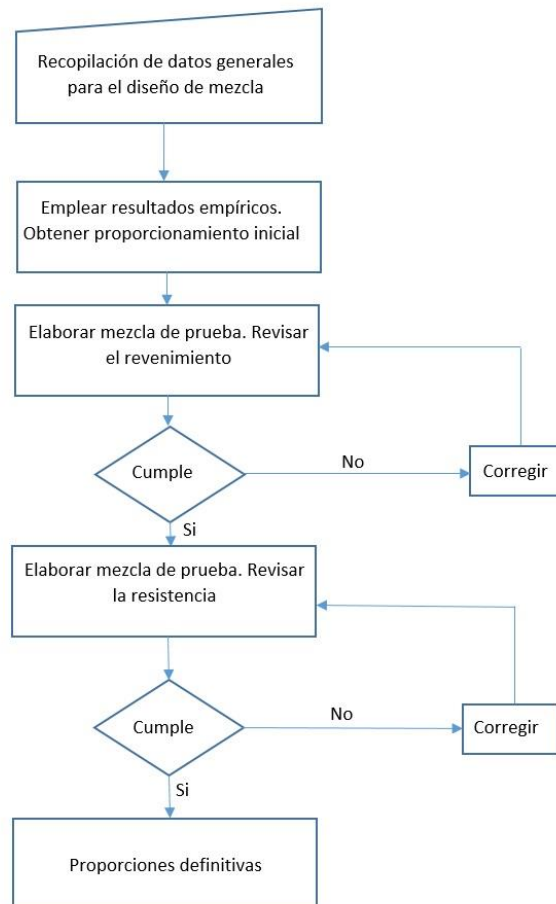 Recopilación de datos generales
para el diseño de mezcla
Emplear resultados empíricos.
Obtener proporcionamiento inicial
Elaborar mezcla de prueba. Revisar
el revenimiento
Cumple
No
Corregir
Si
Elaborar mezcla de prueba. Revisar
la resistencia
Cumple
No
Corregir
Si
Proporciones definitivas